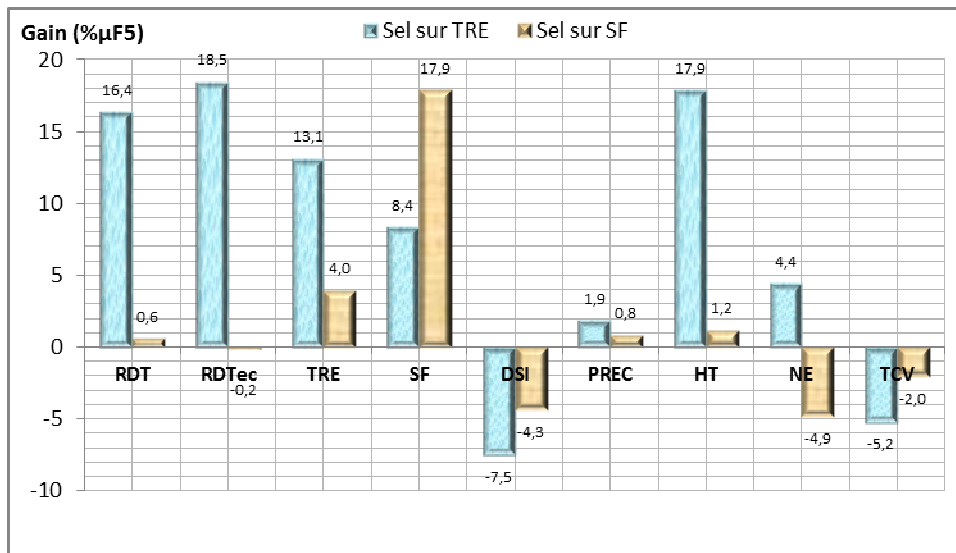 Gain (%µF5)
Sel sur TRE
Sel sur SF
20
15
10
5
0
-5
-10
16,4
0,6
18,5
-0,2
13,1
4,0
8,4
17,9
-7,5
-4,3
1,9
0,8
17,9
1,2
4,4
-4,9
-5,2
-2,0
RDT
RDTec
TRE
SF
DSI
PREC
HT
NE
TCV